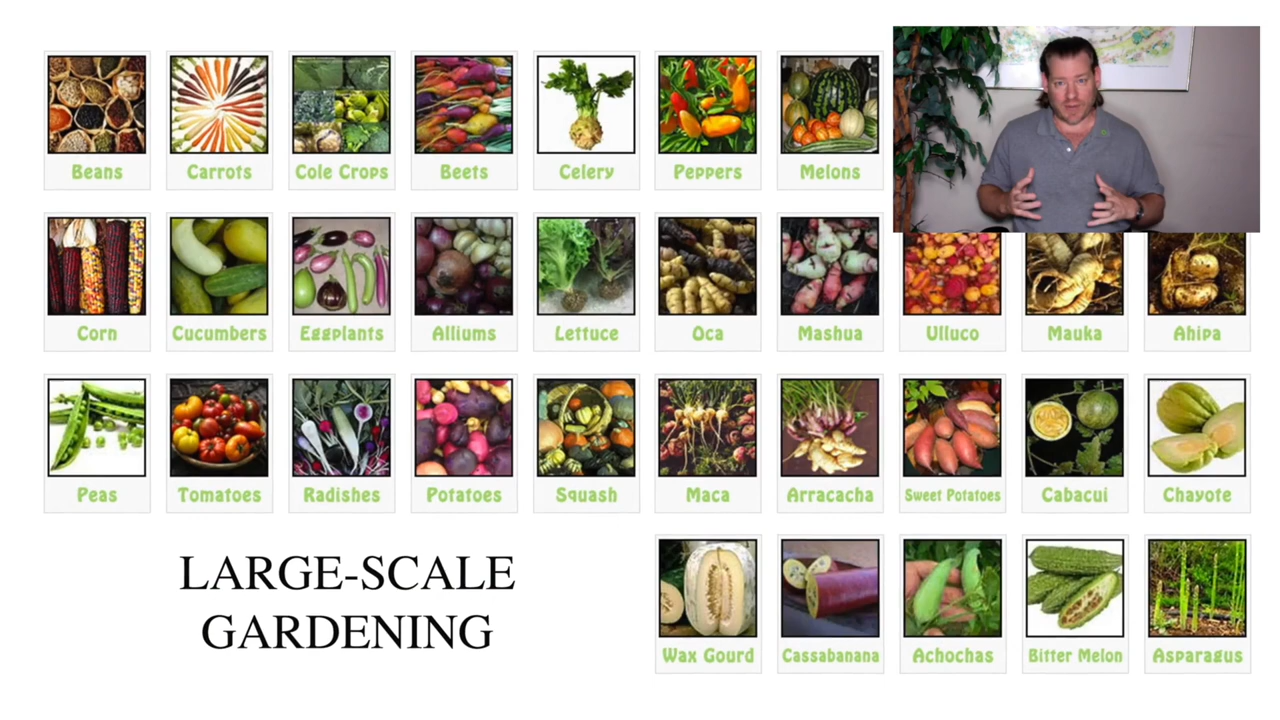 Beans
Carrots
Cole Crops
Beets
Celery
Peppers
Melons
Corn
Cucumbers
Eggplants
Alliums
Lettuce
Oca
Mashua
Ulluco
Mauka
Ahipa
Peas
Tomatoes
Radishes
Potatoes
Squash
Maca
Arracacha
Sweet Potatoes
Cabacui
Chayote
LARGE-SCALE
GARDENING
Wax Gourd
Cassabanana
Achochas
Bitter Melon
Asparagus